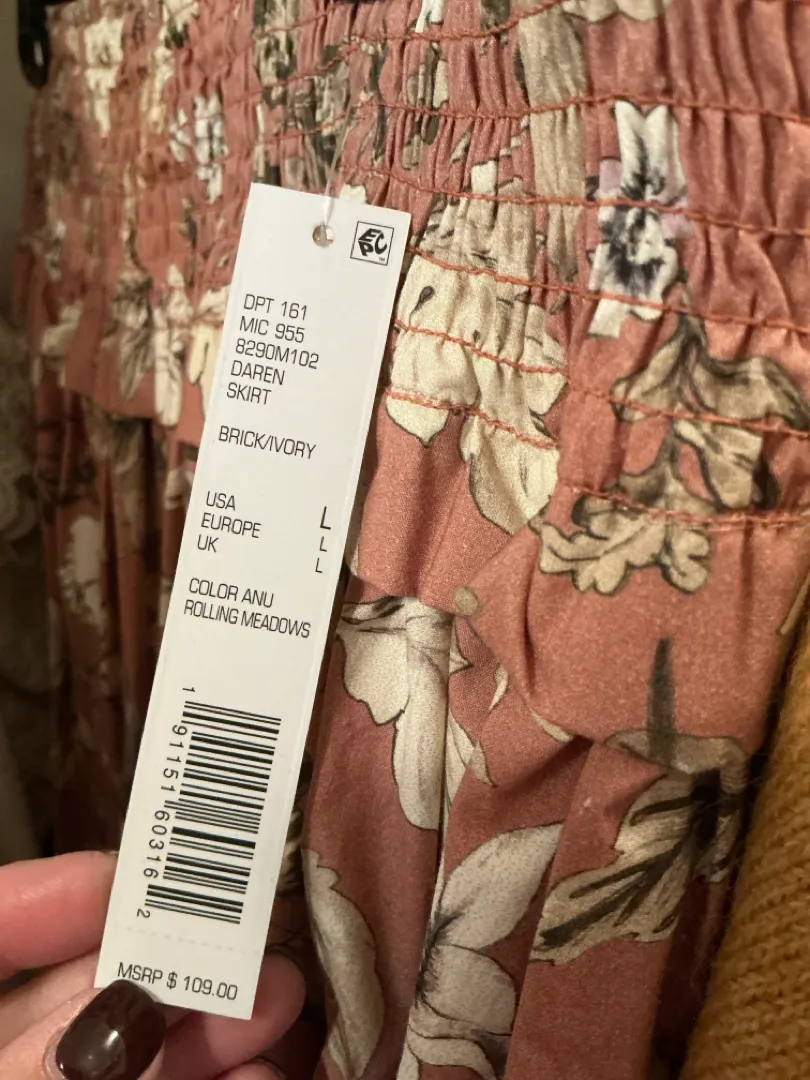 EPC
DPT 161
MIC 955
8290M102
DAREN
SKIRT
BRICK/IVORY
USA L
EUROPE L
UK L
COLOR ANU
ROLLING MEADOWS
1 91151 60316 2
MSRP $ 109.00